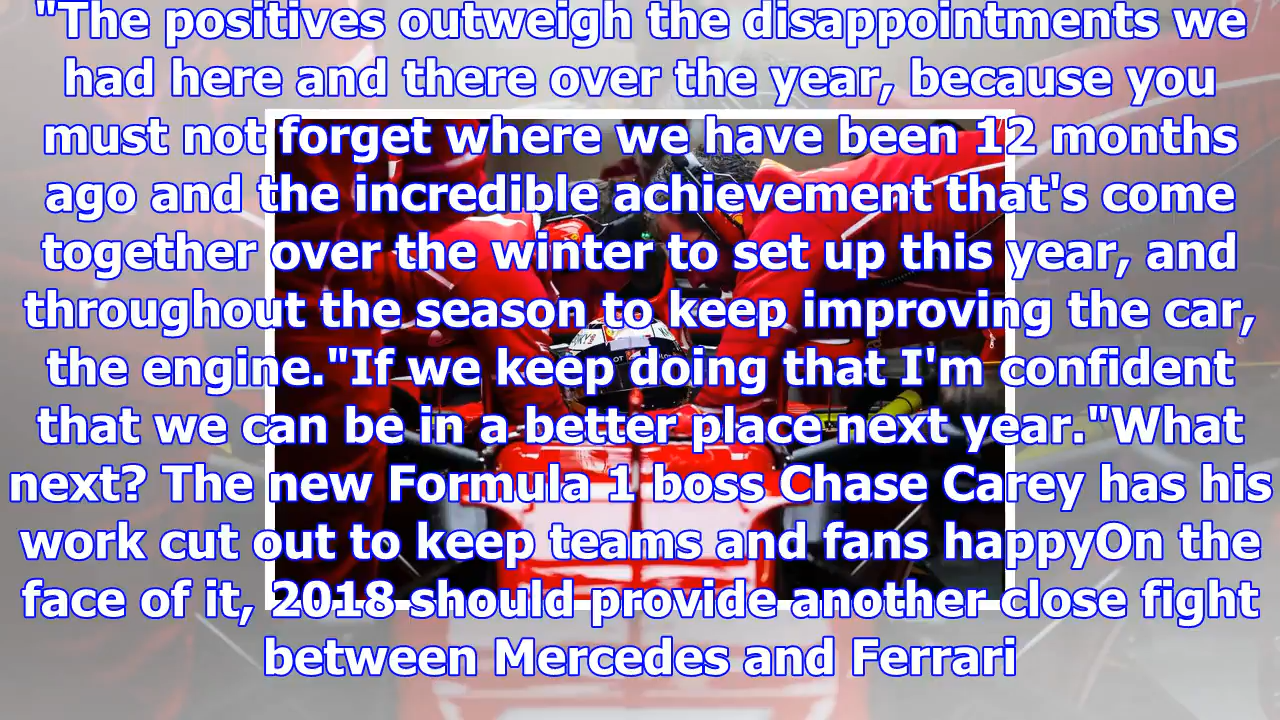 "The positives outweigh the disappointments we
had here and there over the year, because you
must not forget where we have been 12 months
ago and the incredible achievement that's come
together over the winter to set up this year, and
throughout the season to keep improving the car,
the engine."If we keep doing that I'm confident
that we can be in a better place next year."What
next? The new Formula 1 boss Chase Carey has his
work cut out to keep teams and fans happyOn the
face of it, 2018 should provide another close fight
between Mercedes and Ferrari